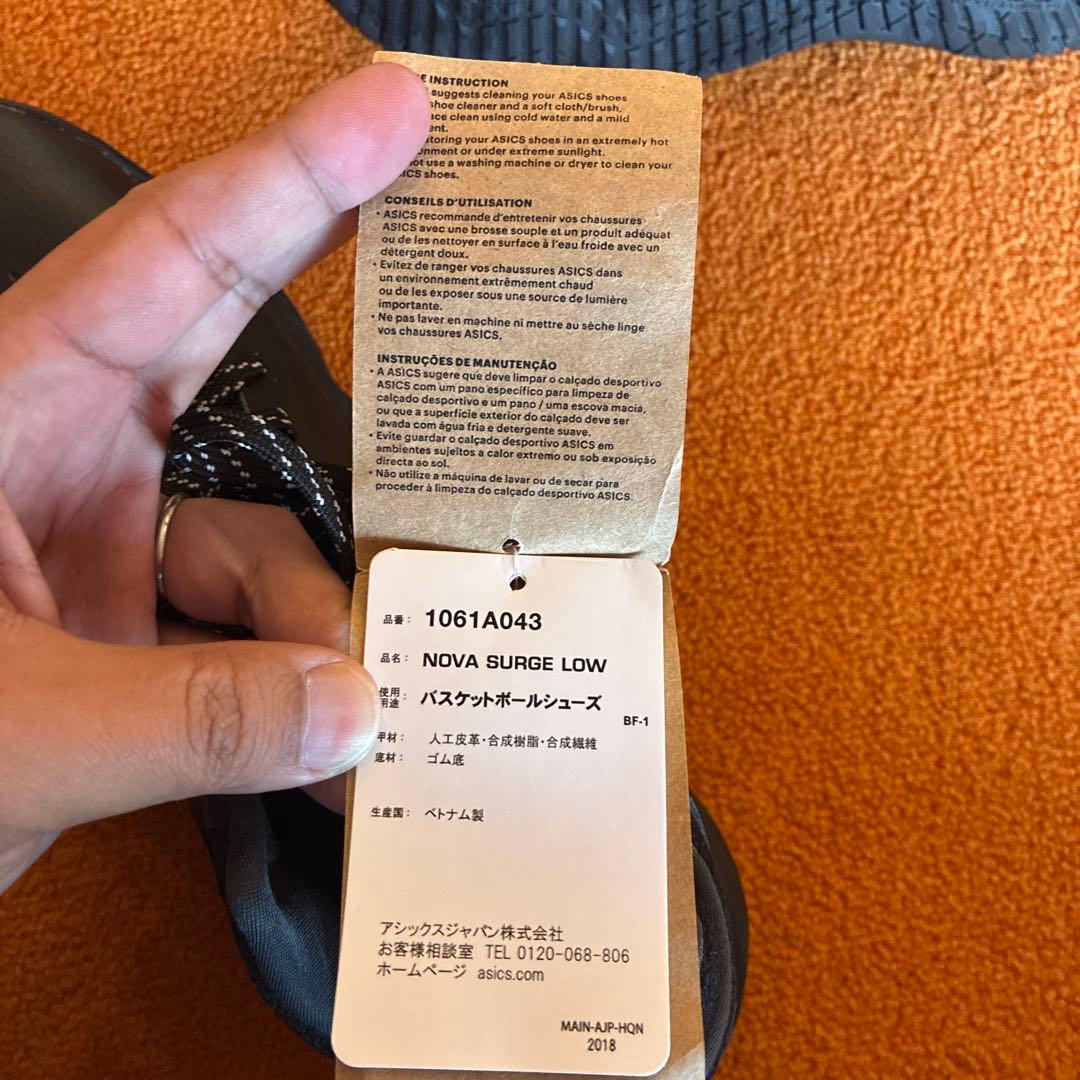 INSTRUCTION
suggests cleaning your ASICS shoes
shoe cleaner and a soft cloth/brush,
clean using cold water and a mild
storing your ASICS shoes in an extremely hot
or under extreme sunlight.
use a washing machine or dryer to clean your
shoes.
CONSEILS D'UTILISATION
• ASICS recommande d'entretenir vos chaussures
ASICS avec une brosse souple et un produit adéquat
ou de les nettoyer en surface à l'eau froide avec un
détergent doux.
• Evitez de ranger vos chaussures ASICS dans
un environnement extrêmement chaud
ou de les exposer sous une source de lumière
importante.
• Ne pas laver en machine ni mettre au sèche linge
vos chaussures ASICS.
INSTRUÇÕES DE MANUTENÇÃO
• A ASICS sugere que deve limpar o calçado desportivo
ASICS com um pano específico para limpeza de
calçado desportivo e um pano / uma escova macia,
ou que a superfície exterior do calçado deve ser
lavada com água fria e detergente suave.
• Evite guardar o calçado desportivo ASICS em
ambientes sujeitos a calor extremo ou sob exposição
directa ao sol.
• Não utilize a máquina de lavar ou de secar para
proceder à limpeza do calçado desportivo ASICS.
品番： 1061A043
品名： NOVA SURGE LOW
使用用途 バスケットボールシューズ
BF-1
甲材： 人工皮革・合成樹脂・合成繊維
底材： ゴム底
生産国： ベトナム製
アシックスジャパン株式会社
お客様相談室 TEL 0120-068-806
ホームページ asics.com
MAIN-AJP-HQN
2018